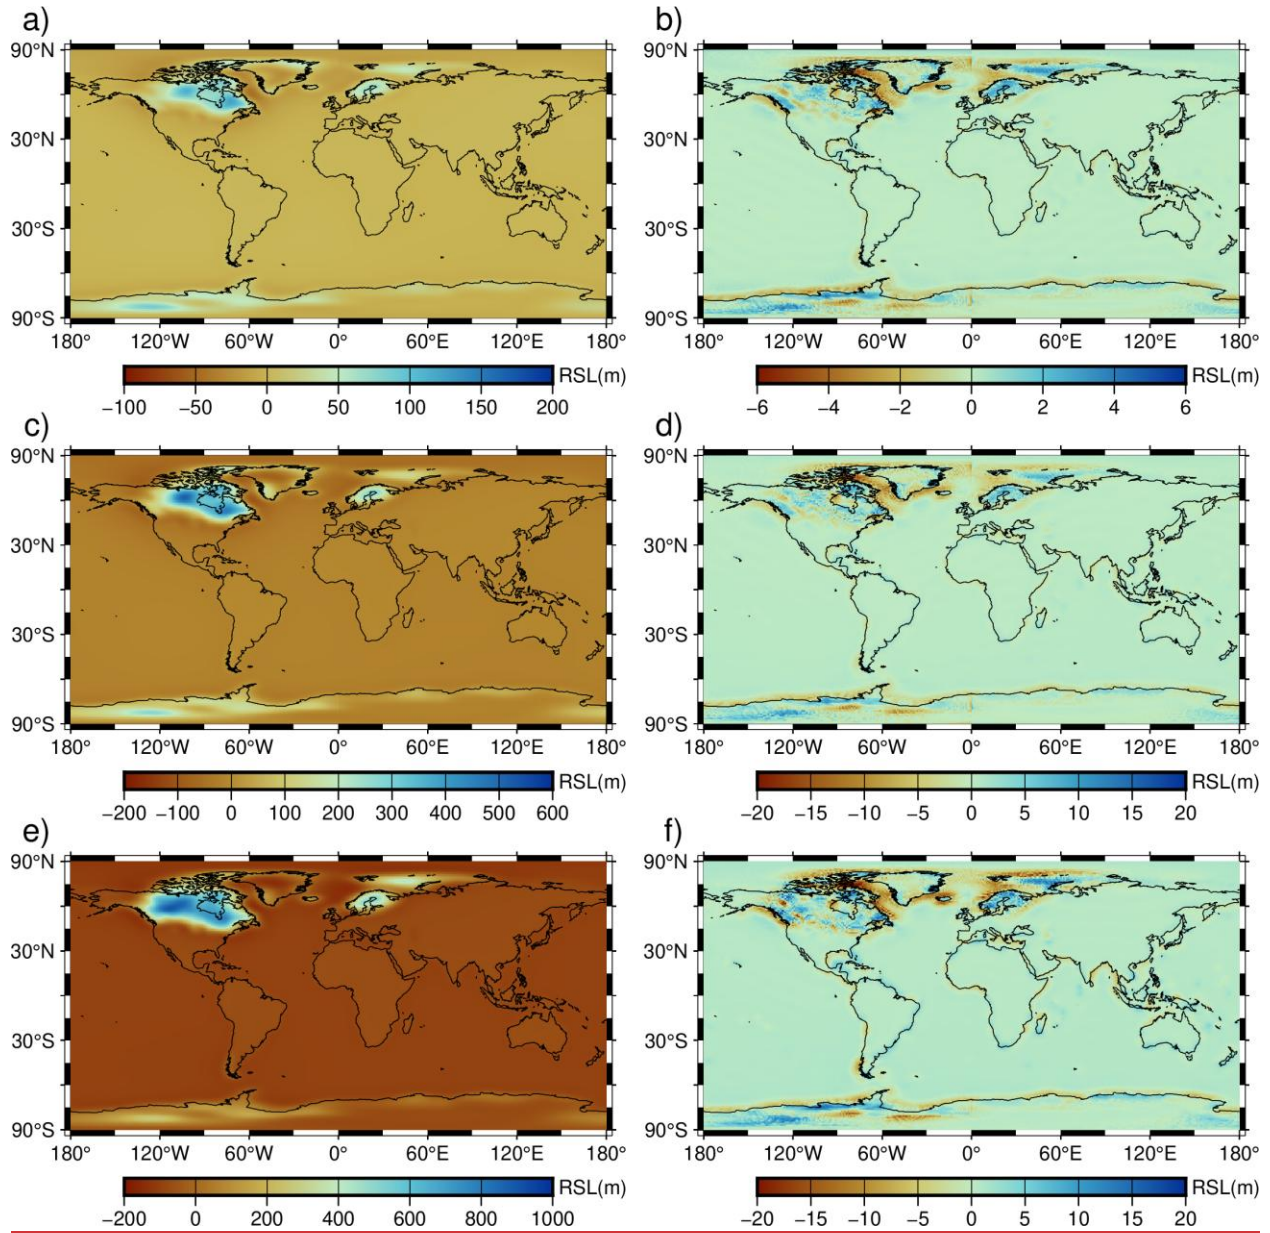 a) b)
90°N 90°N
30°N 30°N
30°S 30°S
90°S 90°S
180° 120°W 60°W 0° 60°E 120°E 180° 180° 120°W 60°W 0° 60°E 120°E 180°
RSL(m) RSL(m)
−100 −50 0 50 100 150 200 −6 −4 −2 0 2 4 6
c) d)
90°N 90°N
30°N 30°N
30°S 30°S
90°S 90°S
180° 120°W 60°W 0° 60°E 120°E 180° 180° 120°W 60°W 0° 60°E 120°E 180°
RSL(m) RSL(m)
−200 −100 0 100 200 300 400 500 600 −20 −15 −10 −5 0 5 10 15 20
e) f)
90°N 90°N
30°N 30°N
30°S 30°S
90°S 90°S
180° 120°W 60°W 0° 60°E 120°E 180° 180° 120°W 60°W 0° 60°E 120°E 180°
RSL(m) RSL(m)
−200 0 200 400 600 800 1000 −20 −15 −10 −5 0 5 10 15 20